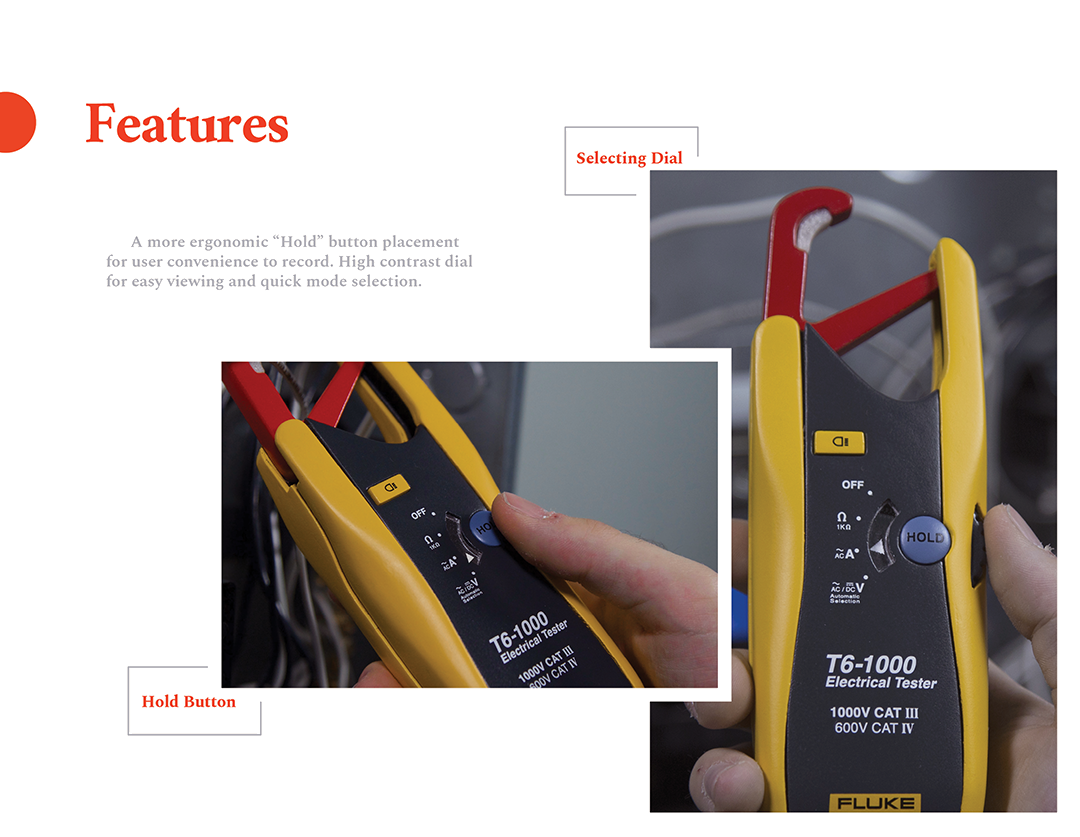 Features
Selecting Dial
A more ergonomic “Hold” button placement
for user convenience to record. High contrast dial
for easy viewing and quick mode selection.
OFF
Ω
1KΩ
AC A
AC / DC V
Automatic
Selection
HO
T6-1000
Electrical Tester
1000V CAT III
600V CAT IV
Hold Button
OFF
Ω
1KΩ
AC A
HOLD
AC / DC V
Automatic
Selection
T6-1000
Electrical Tester
1000V CAT III
600V CAT IV
FLUKE